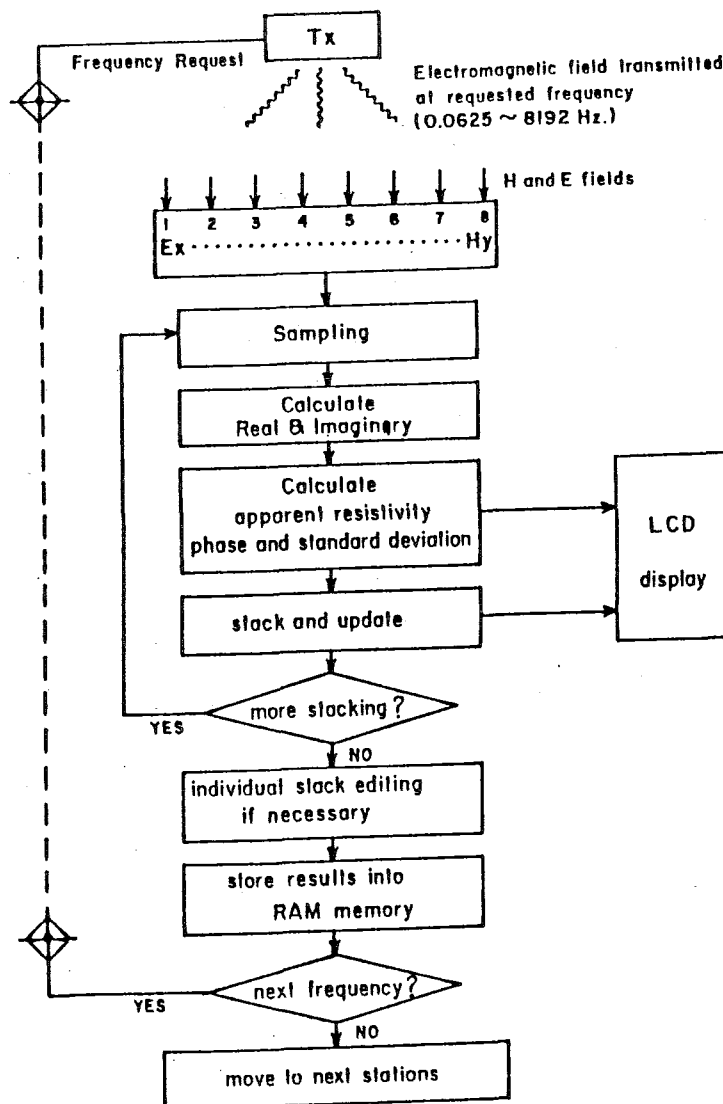 Tx
Frequency Request
Electromagnetic field transmitted
at requested frequency
(0.0625 ~ 8192 Hz.)
H and E fields
1 2 3 4 5 6 7 8
Ex ........................ Hy
Sampling
Calculate
Real & Imaginery
Calculate
apparent resistivity
phase and standard deviation
LCD
display
stack and update
more stacking?
YES
NO
individual stack editing
if necessary
store results into
RAM memory
next frequency?
YES
NO
move to next stations